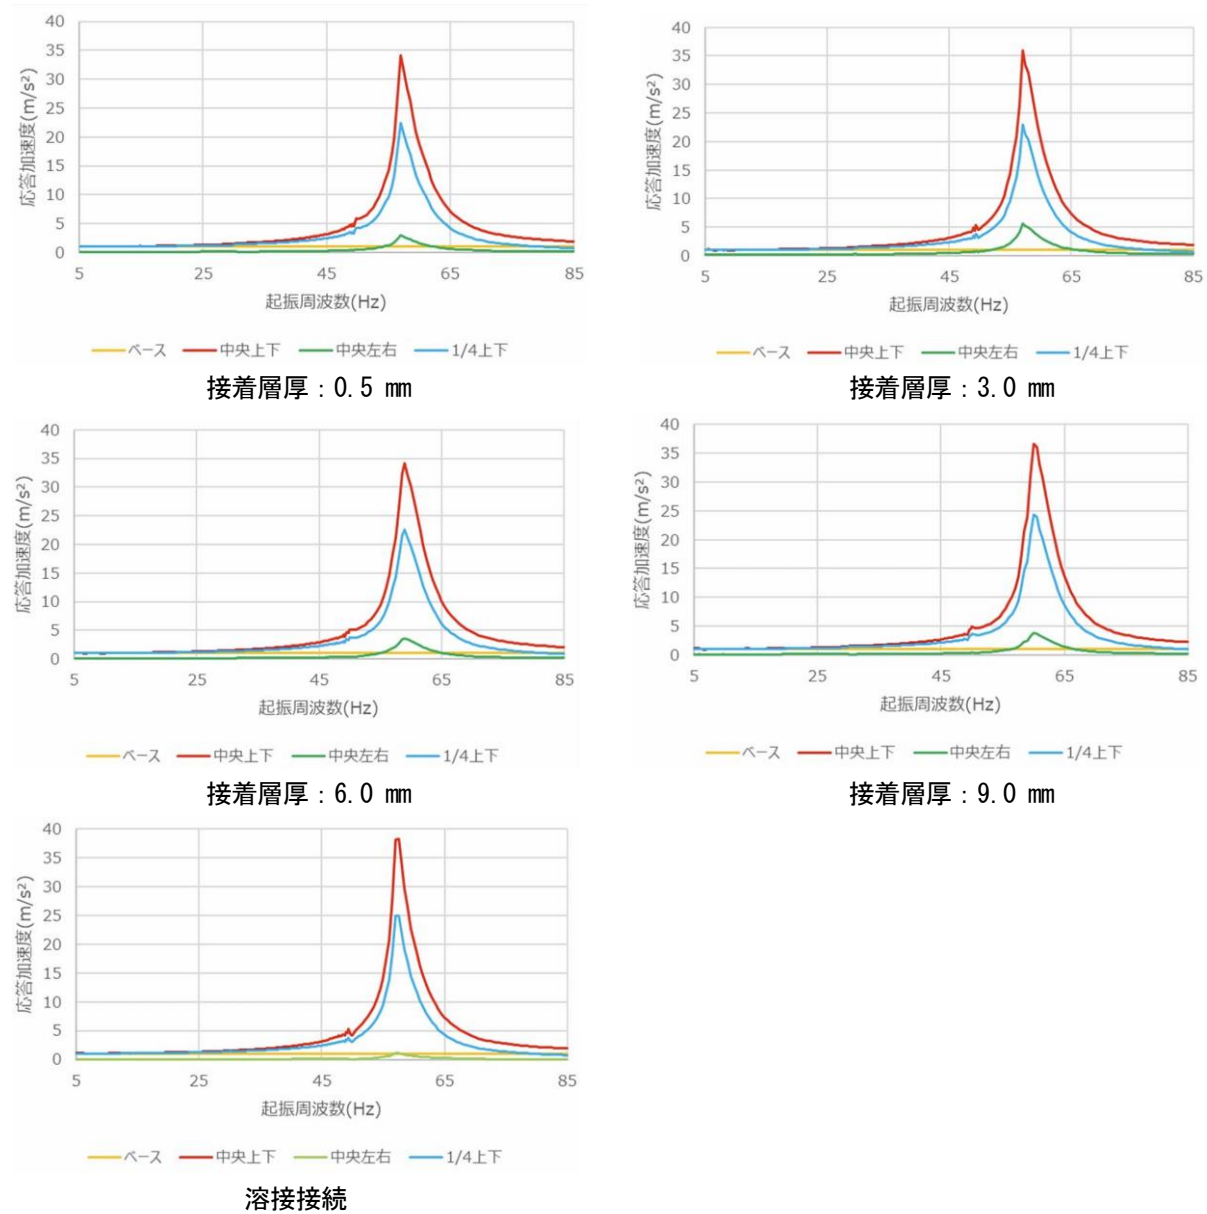 40
35
30
25
20
15
10
5
0
応答加速度(m/s²)
5 25 45 65 85
起振周波数(Hz)
ベース 中央上下 中央左右 1/4上下
接着層厚：0.5 mm
40
35
30
25
20
15
10
5
0
応答加速度(m/s²)
5 25 45 65 85
起振周波数(Hz)
ベース 中央上下 中央左右 1/4上下
接着層厚：3.0 mm
40
35
30
25
20
15
10
5
0
応答加速度(m/s²)
5 25 45 65 85
起振周波数(Hz)
ベース 中央上下 中央左右 1/4上下
接着層厚：6.0 mm
40
35
30
25
20
15
10
5
0
応答加速度(m/s²)
5 25 45 65 85
起振周波数(Hz)
ベース 中央上下 中央左右 1/4上下
接着層厚：9.0 mm
40
35
30
25
20
15
10
5
0
応答加速度(m/s²)
5 25 45 65 85
起振周波数(Hz)
ベース 中央上下 中央左右 1/4上下
溶接接続